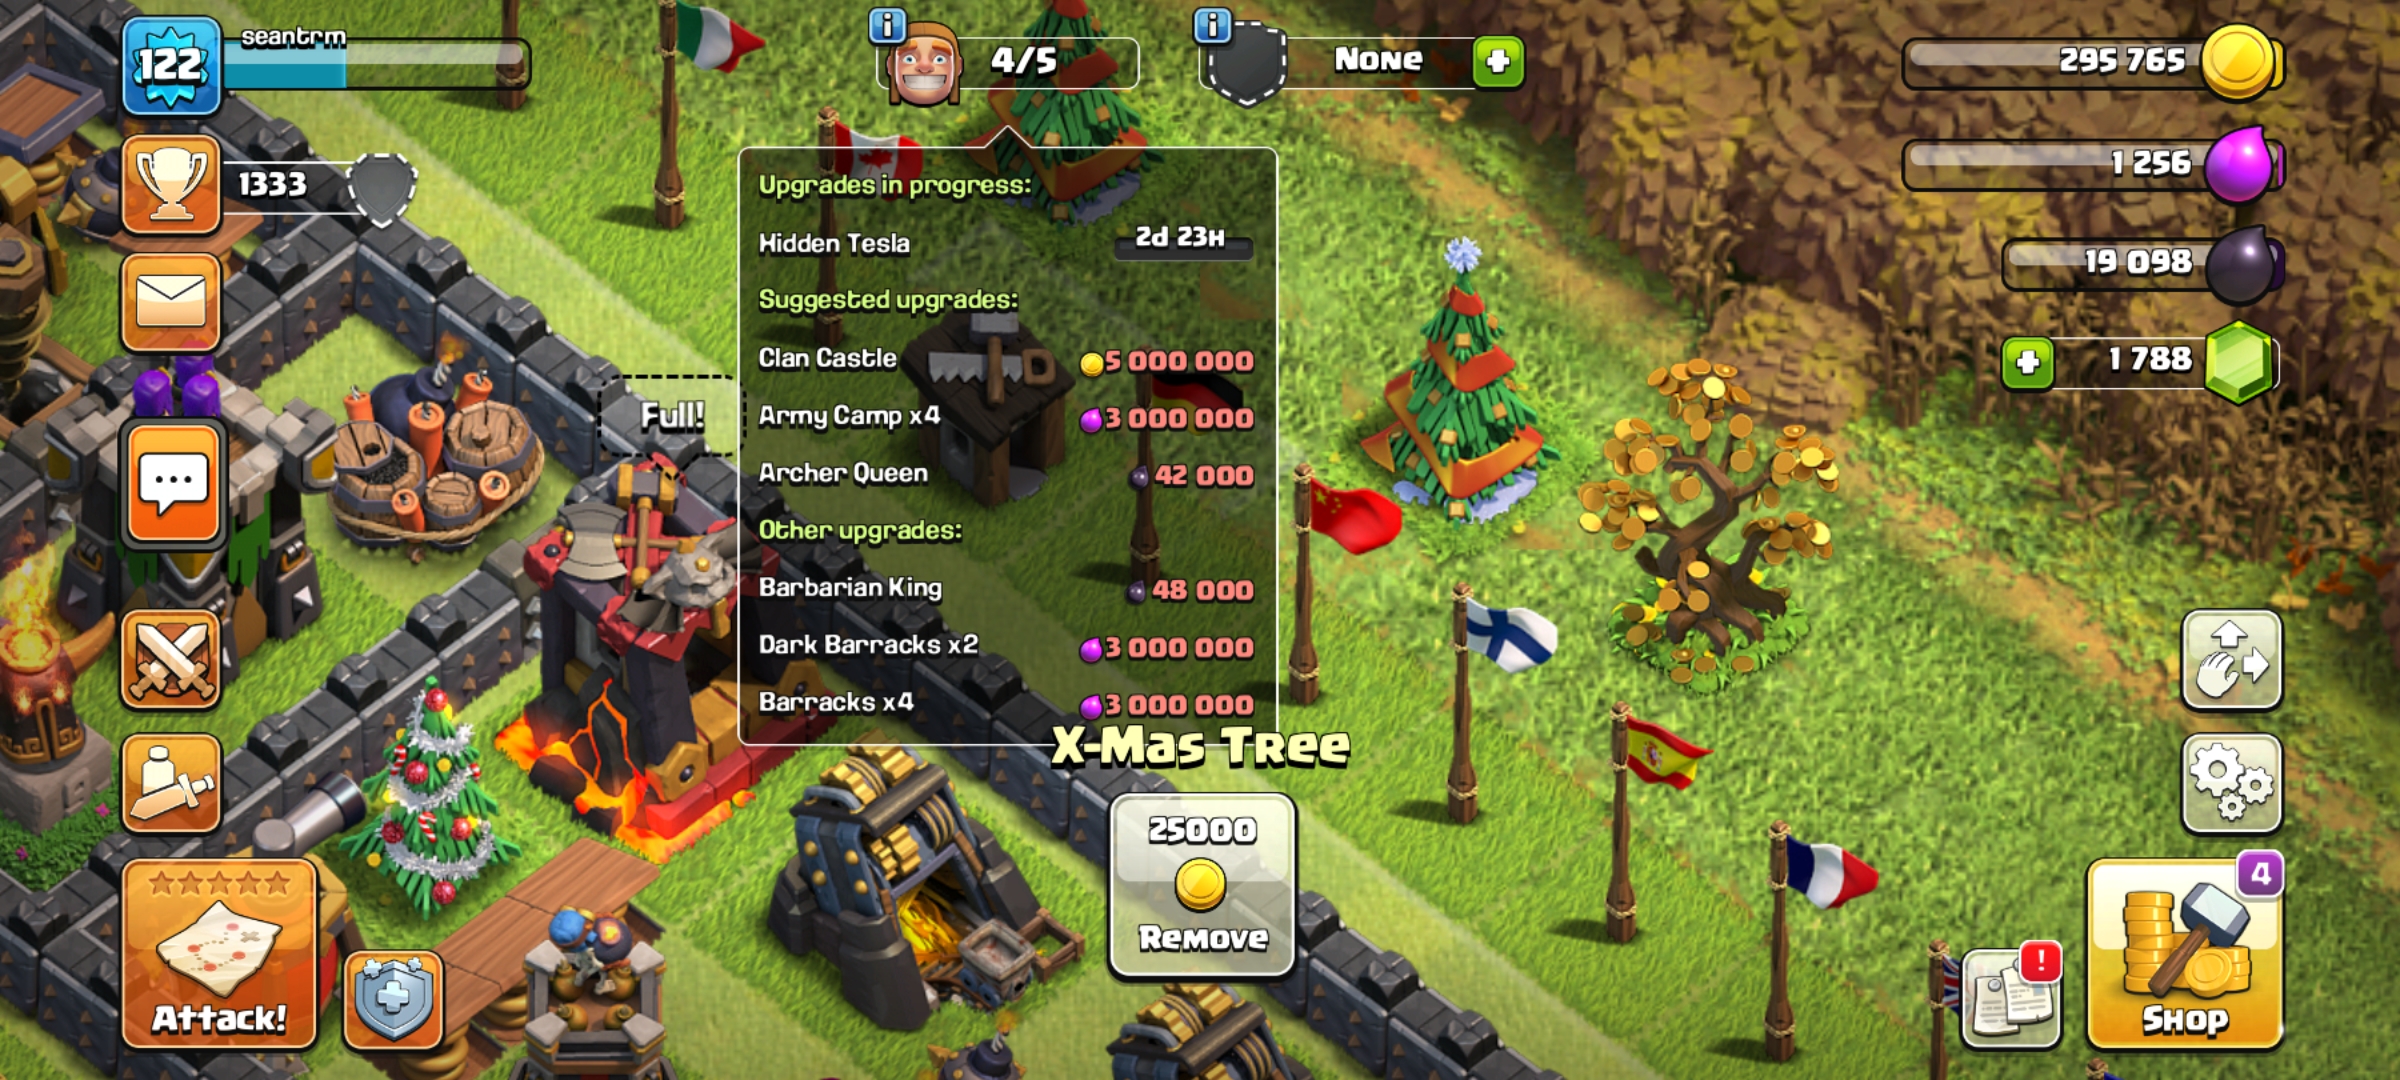 seantrm
122
4/5
None
295 765
1333
1 256
19 098
1 788
Upgrades in progress:
Hidden Tesla 2d 23H
Suggested upgrades:
Clan Castle 5 000 000
Army Camp x4 3 000 000
Archer Queen 42 000
Other upgrades:
Barbarian King 48 000
Dark Barracks x2 3 000 000
Barracks x4 3 000 000
Full!
X-Mas Tree
25000
Remove
Attack!
4
!
Shop